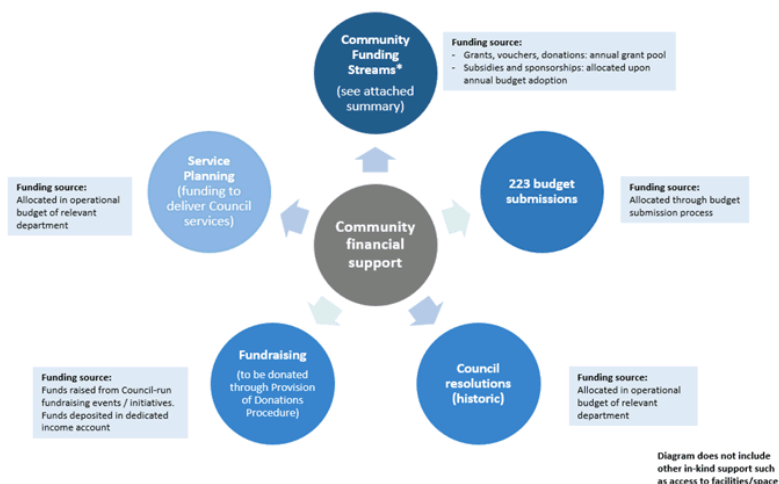 Community
Funding
Streams*
(see attached
summary)
Funding source:
- Grants, vouchers, donations: annual grant pool
- Subsidies and sponsorships: allocated upon
annual budget adoption
Service
Planning
(funding to
deliver Council
services)
Funding source:
Allocated in operational
budget of relevant
department
223 budget
submissions
Funding source:
Allocated through budget
submission process
Community
financial
support
Fundraising
(to be donated
through Provision
of Donations
Procedure)
Funding source:
Funds raised from Council-run
fundraising events / initiatives.
Funds deposited in dedicated
income account
Council
resolutions
(historic)
Funding source:
Allocated in operational
budget of relevant
department
Diagram does not include
other in-kind support such
as access to facilities/space